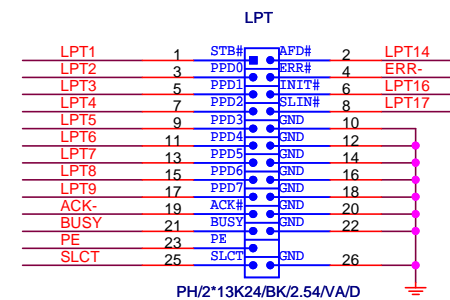 LPT
LPT1 1 STB# AFD# 2 LPT14
LPT2 3 PPD0 ERR# 4 ERR-
LPT3 5 PPD1 INIT# 6 LPT16
LPT4 7 PPD2 SLIN# 8 LPT17
LPT5 9 PPD3 GND 10
LPT6 11 PPD4 GND 12
LPT7 13 PPD5 GND 14
LPT8 15 PPD6 GND 16
LPT9 17 PPD7 GND 18
ACK- 19 ACK# GND 20
BUSY 21 BUSY GND 22
PE 23 PE
SLCT 25 SLCT GND 26
PH/2*13K24/BK/2.54/VA/D